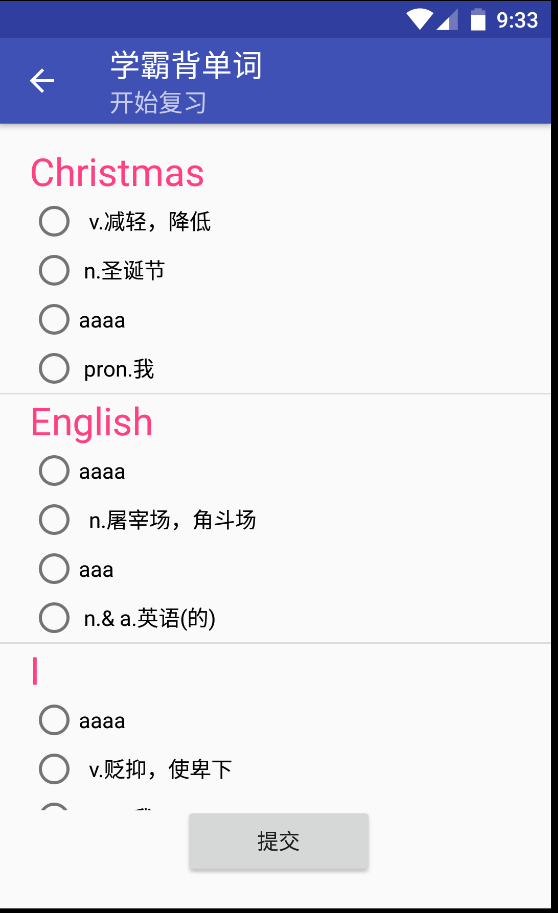 9:33
学霸背单词
开始复习
Christmas
v.减轻，降低
n.圣诞节
aaaa
pron.我
English
aaaa
n.屠宰场，角斗场
aaa
n.& a.英语(的)
I
aaaa
v.贬抑，使卑下
提交